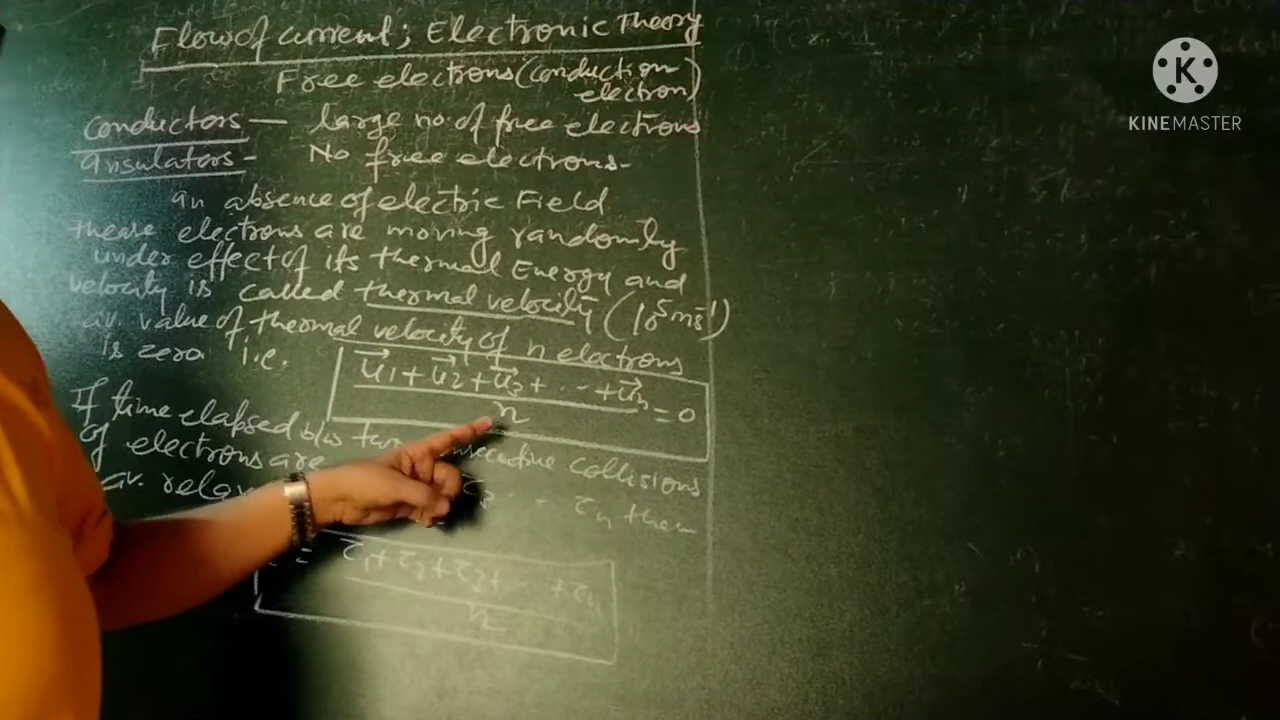 Flow of current; Electronic Theory
Free electrons (conduction
electron)
conductors — large no. of free electrons
Insulators - No free electrons-
In absence of electric Field
these electrons are moving randomly
under effect of its thermal Energy and
velocity is called thermal velocity (10⁵ms⁻¹)
av. value of thermal velocity of n electrons
is zero i.e.
u⃗1 + u⃗2 + u⃗3 + ... + u⃗n
n
= 0
If time elapsed b/w two consecutive collisions
of electrons are τ3 ... τn then
av.
= τ1 + τ2 + τ3 + ... + τn
n
K
KINEMASTER